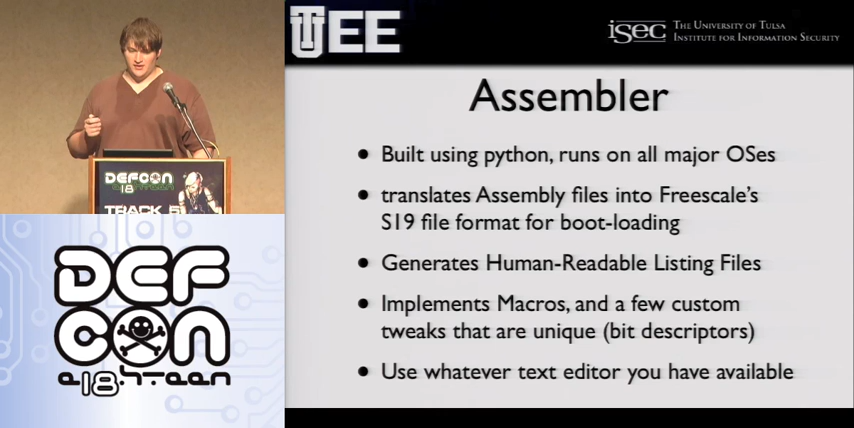 UTEE
isec THE UNIVERSITY OF TULSA
INSTITUTE FOR INFORMATION SECURITY
Assembler
• Built using python, runs on all major OSes
• translates Assembly files into Freescale's
S19 file format for boot-loading
• Generates Human-Readable Listing Files
• Implements Macros, and a few custom
tweaks that are unique (bit descriptors)
• Use whatever text editor you have available
DEFCON
18
TRACK 5
DEF
CON
e18hteen